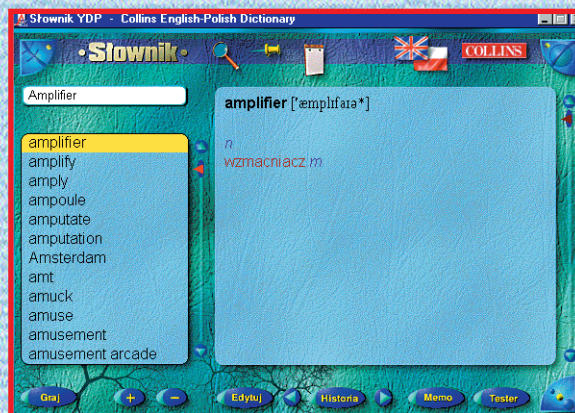 Słownik YDP - Collins English-Polish Dictionary
Słownik
COLLINS
Amplifier
amplifier
amplify
amply
ampoule
amputate
amputation
Amsterdam
amt
amuck
amuse
amusement
amusement arcade
amplifier ['æmplıfaıə*]
n
wzmacniacz m
Graj + - Edytuj Historia Memo Tester